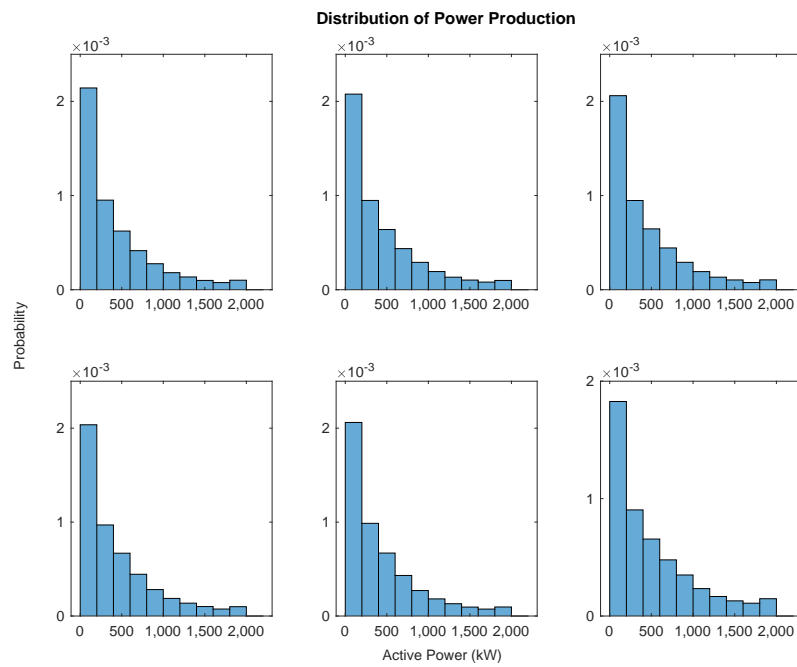 Distribution of Power Production
×10⁻³ ×10⁻³ ×10⁻³
2 2 2
1 1 1
0 0 0
0 500 1,000 1,500 2,000 0 500 1,000 1,500 2,000 0 500 1,000 1,500 2,000
Probability
×10⁻³ ×10⁻³ ×10⁻³
2
2 2
1
1 1
0 0 0
0 500 1,000 1,500 2,000 0 500 1,000 1,500 2,000 0 500 1,000 1,500 2,000
Active Power (kW)